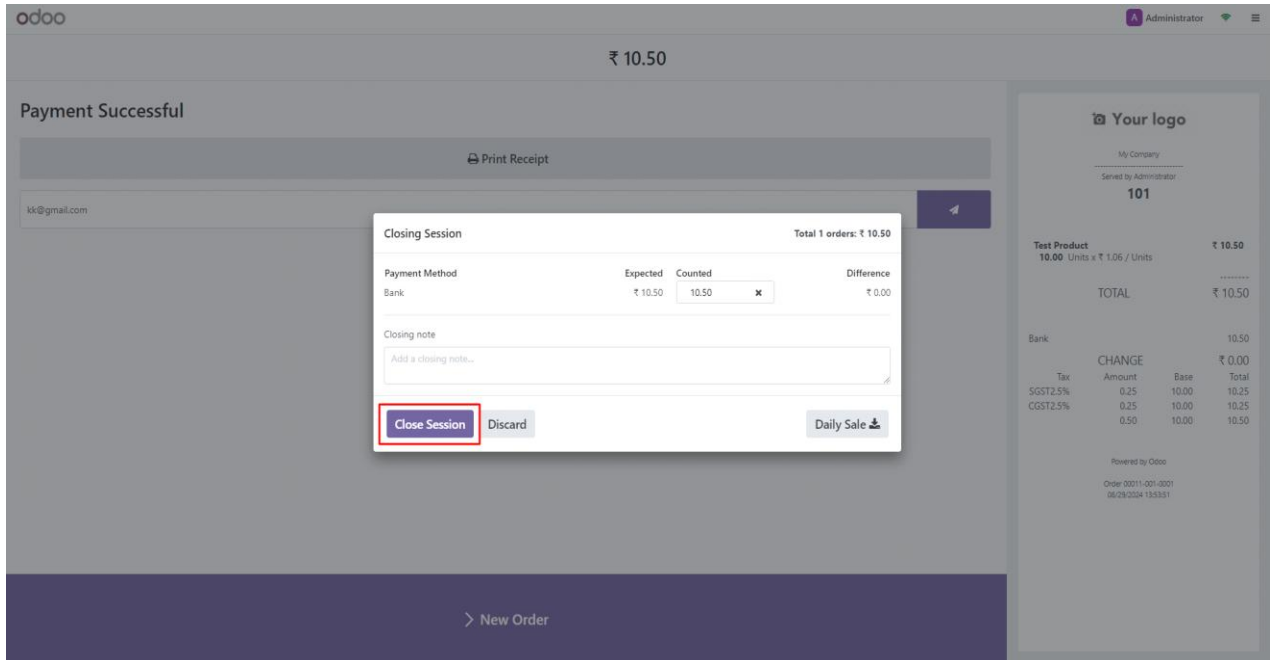 odoo
A Administrator
₹ 10.50
Payment Successful
Print Receipt
kk@gmail.com
Closing Session Total 1 orders: ₹ 10.50
Payment Method Expected Counted Difference
Bank ₹ 10.50 10.50 ₹ 0.00
Closing note
Add a closing note...
Close Session Discard Daily Sale
New Order
Your logo
My Company
Served by Administrator
101
Test Product ₹ 10.50
10.00 Units x ₹ 1.06 / Units
--------
TOTAL ₹ 10.50
Bank 10.50
CHANGE ₹ 0.00
Tax Amount Base Total
SGST2.5% 0.25 10.00 10.25
CGST2.5% 0.25 10.00 10.25
0.50 10.00 10.50
Powered by Odoo
Order 00011-001-0001
08/29/2024 13:53:51